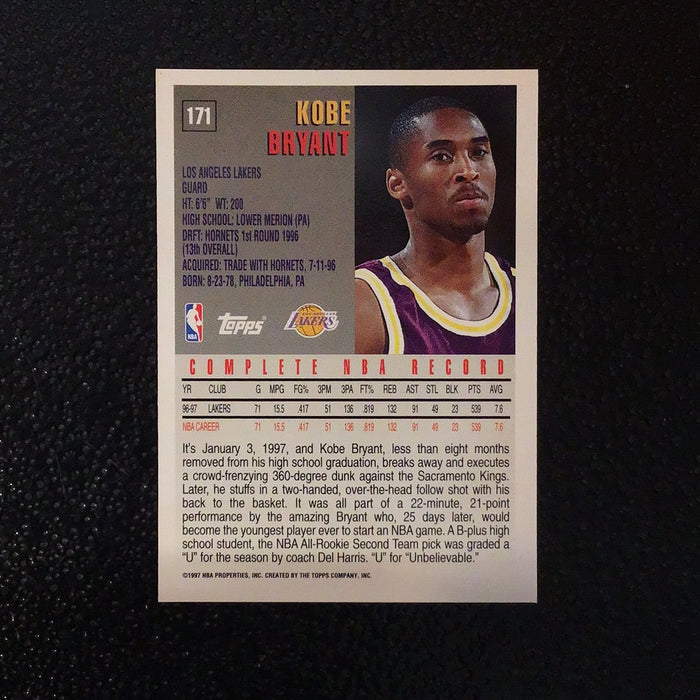 171
KOBE
BRYANT
LOS ANGELES LAKERS
GUARD
HT: 6'6" WT: 200
HIGH SCHOOL: LOWER MERION (PA)
DRFT: HORNETS 1st ROUND 1996
(13th OVERALL)
ACQUIRED: TRADE WITH HORNETS, 7-11-96
BORN: 8-23-78, PHILADELPHIA, PA
NBA
Topps
LOS ANGELES
LAKERS
COMPLETE NBA RECORD
YR CLUB G MPG FG% 3PM 3PA FT% REB AST STL BLK PTS AVG
96-97 LAKERS 71 15.5 .417 51 136 .819 132 91 49 23 539 7.6
NBA CAREER 71 15.5 .417 51 136 .819 132 91 49 23 539 7.6
It's January 3, 1997, and Kobe Bryant, less than eight months
removed from his high school graduation, breaks away and executes
a crowd-frenzying 360-degree dunk against the Sacramento Kings.
Later, he stuffs in a two-handed, over-the-head follow shot with his
back to the basket. It was all part of a 22-minute, 21-point
performance by the amazing Bryant who, 25 days later, would
become the youngest player ever to start an NBA game. A B-plus high
school student, the NBA All-Rookie Second Team pick was graded a
"U" for the season by coach Del Harris. "U" for "Unbelievable."
©1997 NBA PROPERTIES, INC. CREATED BY THE TOPPS COMPANY, INC.